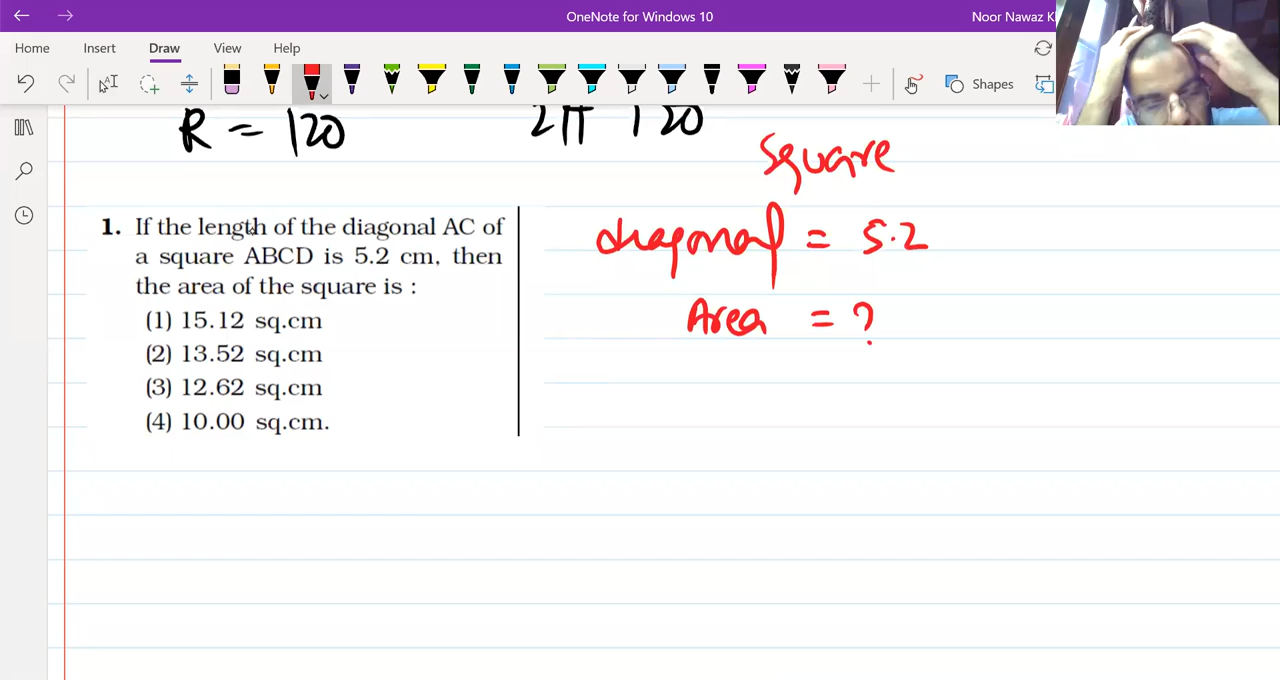 OneNote for Windows 10
Noor Nawaz K
Home Insert Draw View Help
Shapes
R = 120
2π 120
Square
1. If the length of the diagonal AC of
a square ABCD is 5.2 cm, then
the area of the square is :
(1) 15.12 sq.cm
(2) 13.52 sq.cm
(3) 12.62 sq.cm
(4) 10.00 sq.cm.
diagonal = 5.2
Area = ?